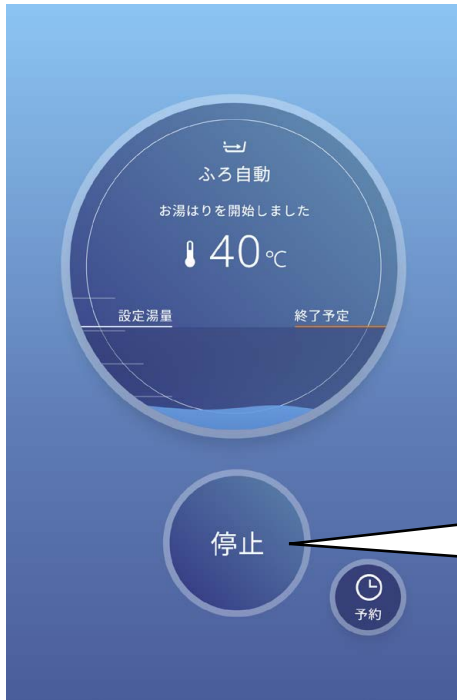 ふろ自動
お湯はりを開始しました
40℃
設定湯量 終了予定
停止
予約